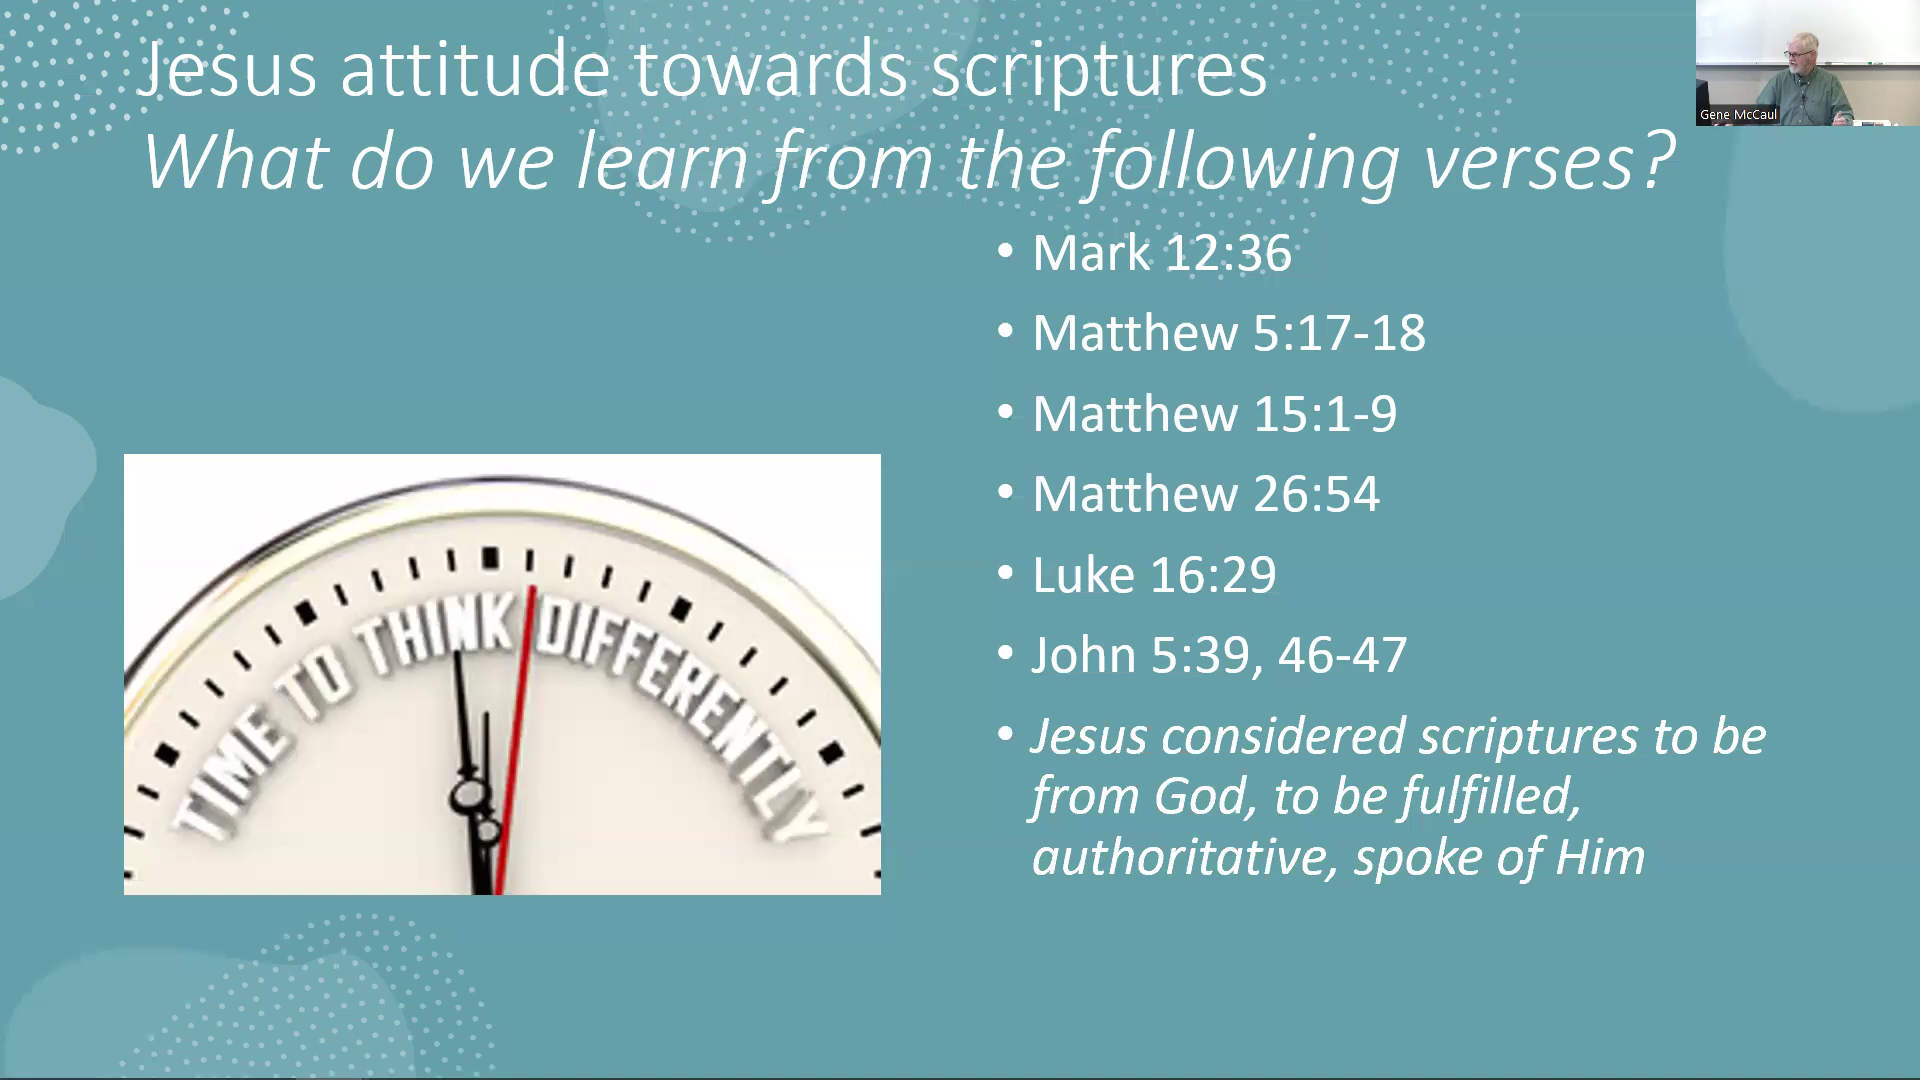 Jesus attitude towards scriptures
What do we learn from the following verses?
Gene McCaul
• Mark 12:36
• Matthew 5:17-18
• Matthew 15:1-9
• Matthew 26:54
• Luke 16:29
• John 5:39, 46-47
• Jesus considered scriptures to be
from God, to be fulfilled,
authoritative, spoke of Him
TIME TO THINK DIFFERENTLY